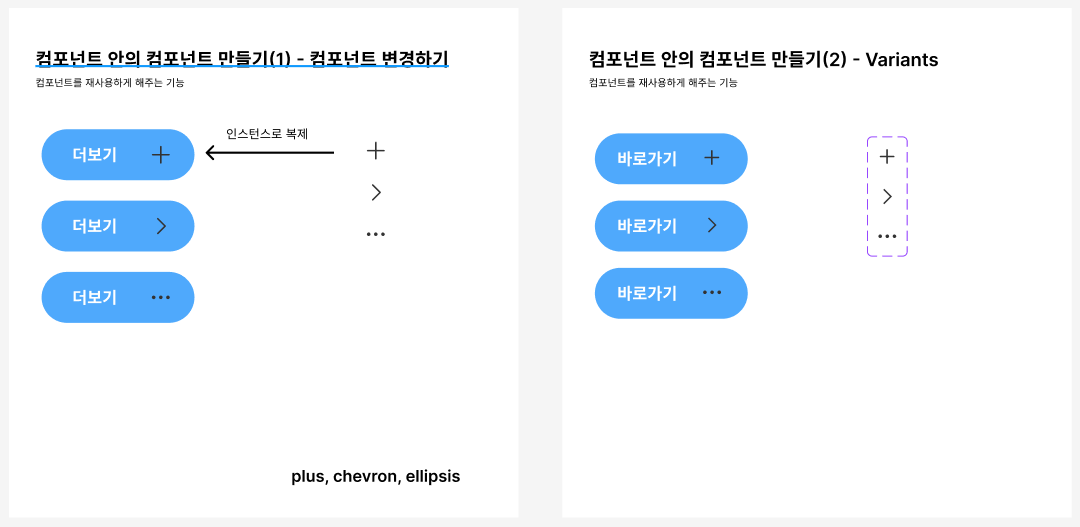 컴포넌트 안의 컴포넌트 만들기(1) - 컴포넌트 변경하기
컴포넌트를 재사용하게 해주는 기능
인스턴스로 복제
더보기
더보기
더보기
plus, chevron, ellipsis
컴포넌트 안의 컴포넌트 만들기(2) - Variants
컴포넌트를 재사용하게 해주는 기능
바로가기
바로가기
바로가기